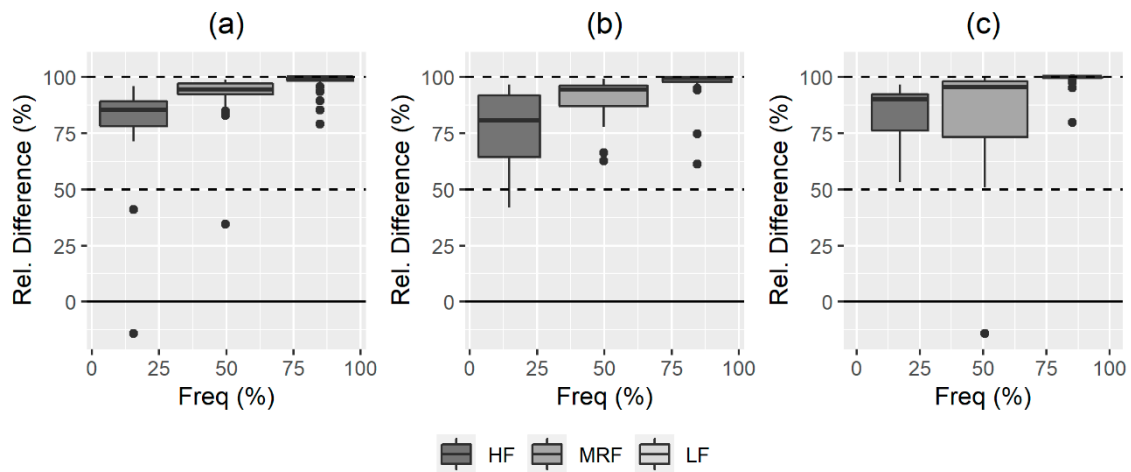 (a) (b) (c)
100 100 100
75 75 75
50 50 50
25 25 25
0 0 0
Rel. Difference (%) Rel. Difference (%) Rel. Difference (%)
0 25 50 75 100 0 25 50 75 100 0 25 50 75 100
Freq (%) Freq (%) Freq (%)
HF MRF LF